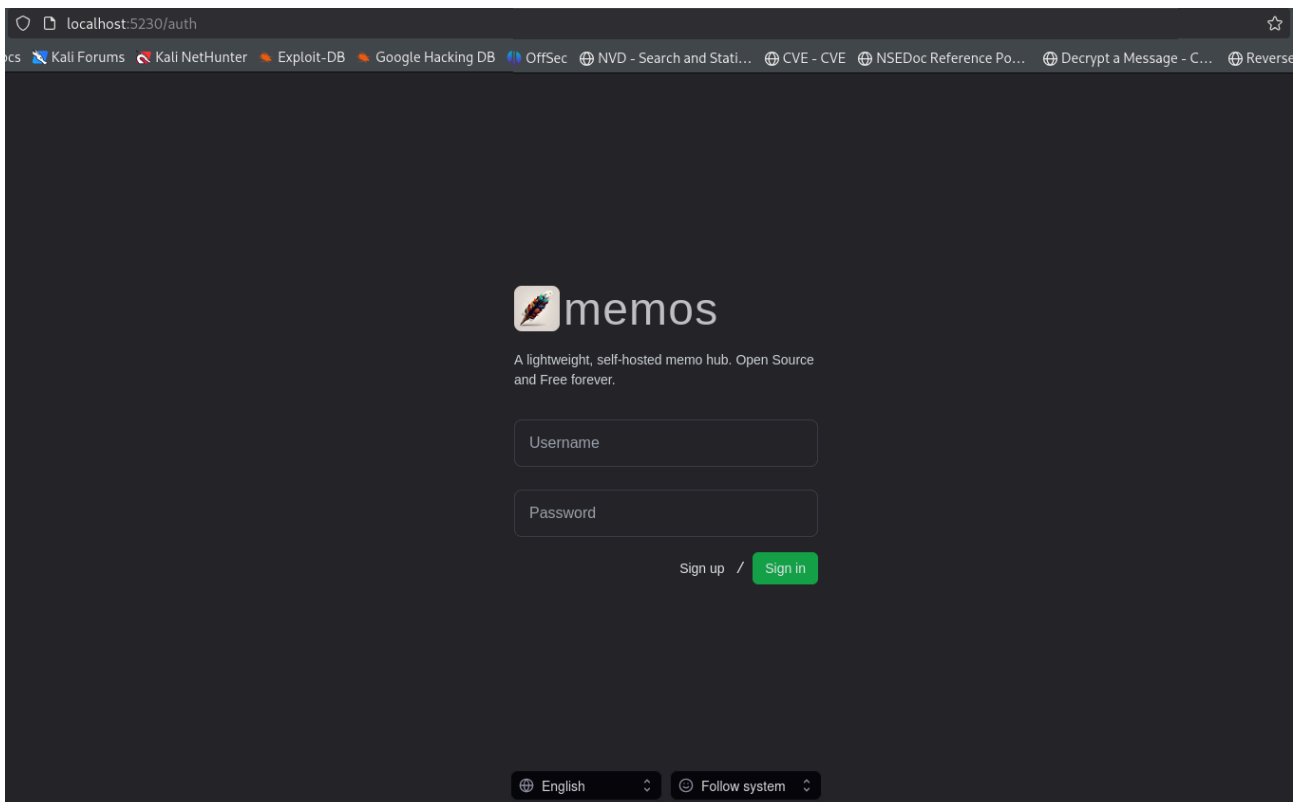 localhost:5230/auth
ocs Kali Forums Kali NetHunter Exploit-DB Google Hacking DB OffSec NVD - Search and Stati... CVE - CVE NSEDoc Reference Po... Decrypt a Message - C... Reverse
memos
A lightweight, self-hosted memo hub. Open Source
and Free forever.
Username
Password
Sign up / Sign in
English Follow system